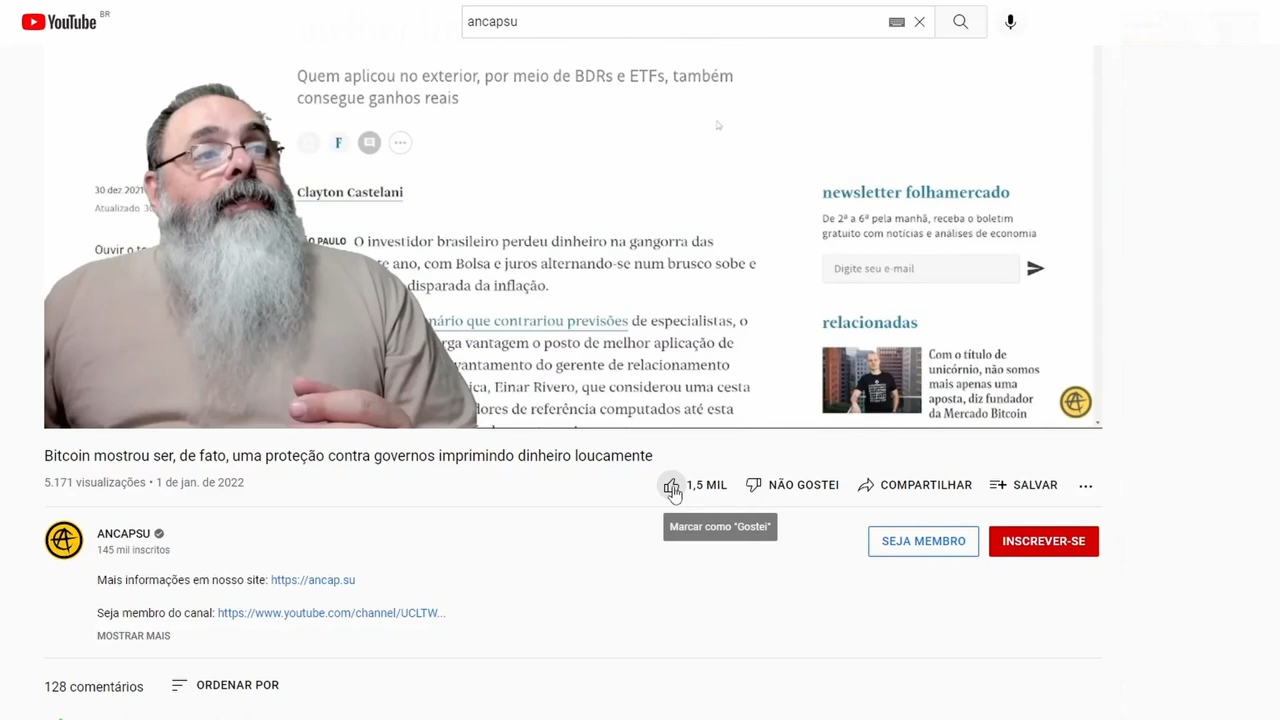 YouTube BR
ancapsu
Quem aplicou no exterior, por meio de BDRs e ETFs, também
consegue ganhos reais
F
30 dez 2021
Atualizado 30
Clayton Castelani
newsletter folhamercado
De 2ª a 6ª pela manhã, receba o boletim
gratuito com notícias e análises de economia
Ouvir o te
O PAULO O investidor brasileiro perdeu dinheiro na gangorra das
te ano, com Bolsa e juros alternando-se num brusco sobe e
disparada da inflação.
Digite seu e-mail
nário que contrariou previsões de especialistas, o
rga vantagem o posto de melhor aplicação de
vantamento do gerente de relacionamento
ica, Einar Rivero, que considerou uma cesta
dores de referência computados até esta
relacionadas
Com o título de
unicórnio, não somos
mais apenas uma
aposta, diz fundador
da Mercado Bitcoin
Bitcoin mostrou ser, de fato, uma proteção contra governos imprimindo dinheiro loucamente
5.171 visualizações • 1 de jan. de 2022
1,5 MIL NÃO GOSTEI COMPARTILHAR SALVAR ...
Marcar como "Gostei"
ANCAPSU
145 mil inscritos
SEJA MEMBRO
INSCREVER-SE
Mais informações em nosso site: https://ancap.su
Seja membro do canal: https://www.youtube.com/channel/UCLTW...
MOSTRAR MAIS
128 comentários
ORDENAR POR